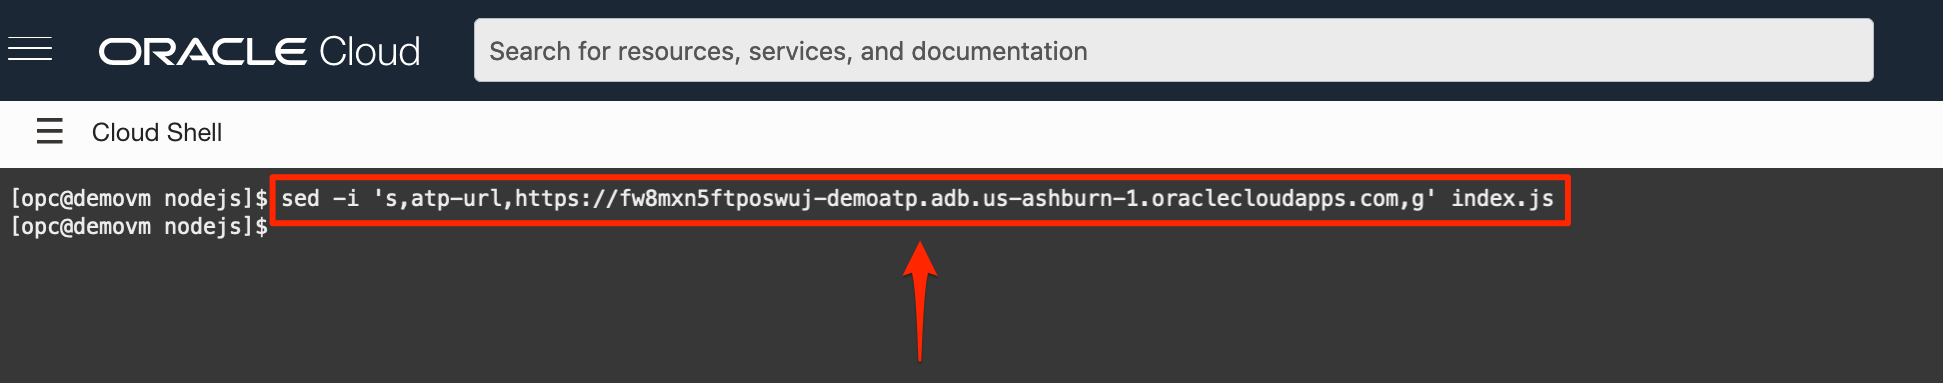 ORACLE Cloud
Search for resources, services, and documentation
Cloud Shell
[opc@demovm nodejs]$ sed -i 's,atp-url,https://fw8mxn5ftposwuj-demoatp.adb.us-ashburn-1.oraclecloudapps.com,g' index.js
[opc@demovm nodejs]$